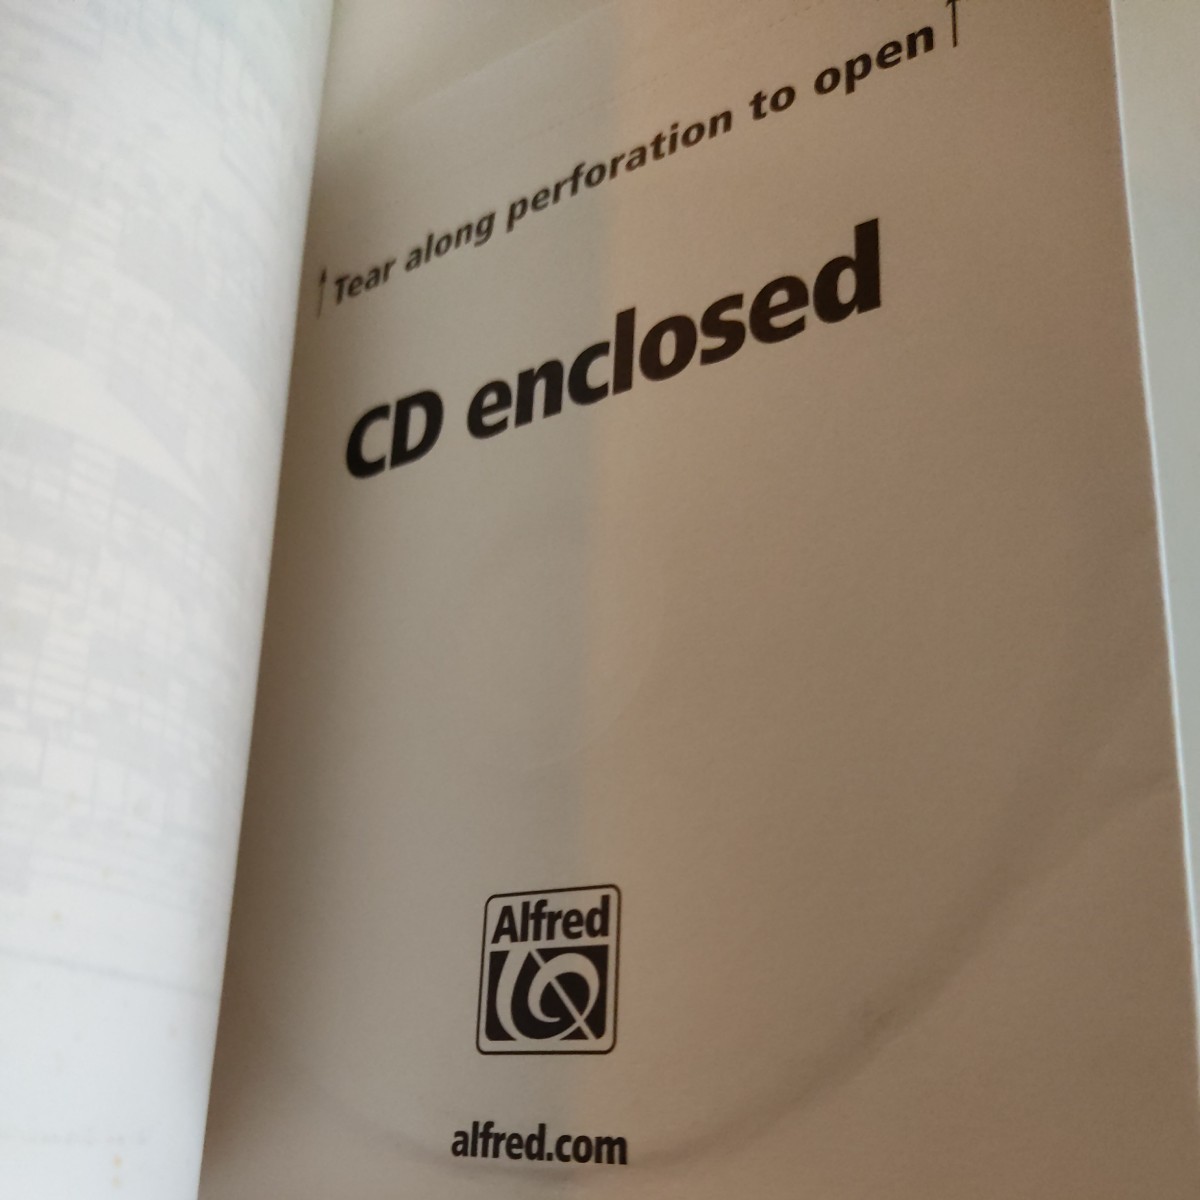 Tear along perforation to open
CD enclosed
Alfred
alfred.com